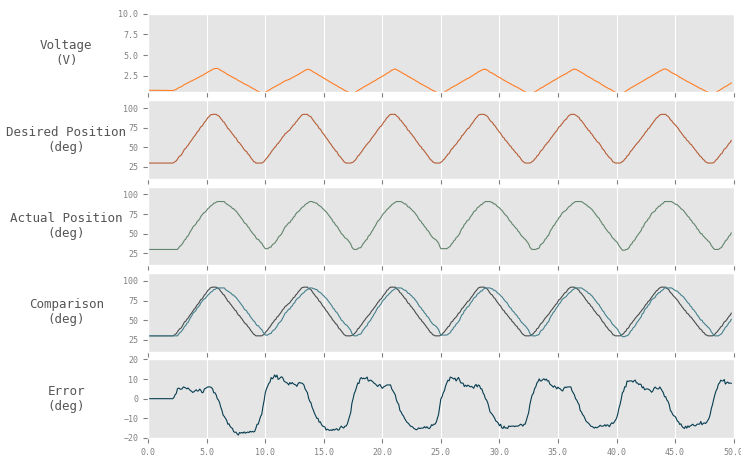 10.0
7.5
Voltage
(V)
5.0
2.5
100
Desired Position
(deg)
75
50
25
100
Actual Position
(deg)
75
50
25
100
Comparison
(deg)
75
50
25
20
10
Error
(deg)
0
−10
−20
0.0 5.0 10.0 15.0 20.0 25.0 30.0 35.0 40.0 45.0 50.0